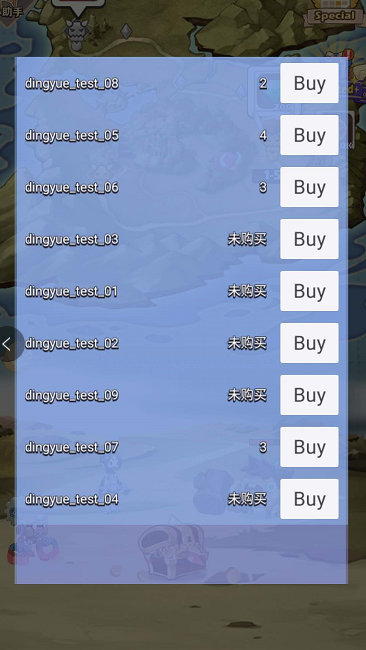 助手
Special
dingyue_test_08 2 Buy
dingyue_test_05 4 Buy
dingyue_test_06 3 Buy
dingyue_test_03 未购买 Buy
dingyue_test_01 未购买 Buy
dingyue_test_02 未购买 Buy
dingyue_test_09 未购买 Buy
dingyue_test_07 3 Buy
dingyue_test_04 未购买 Buy